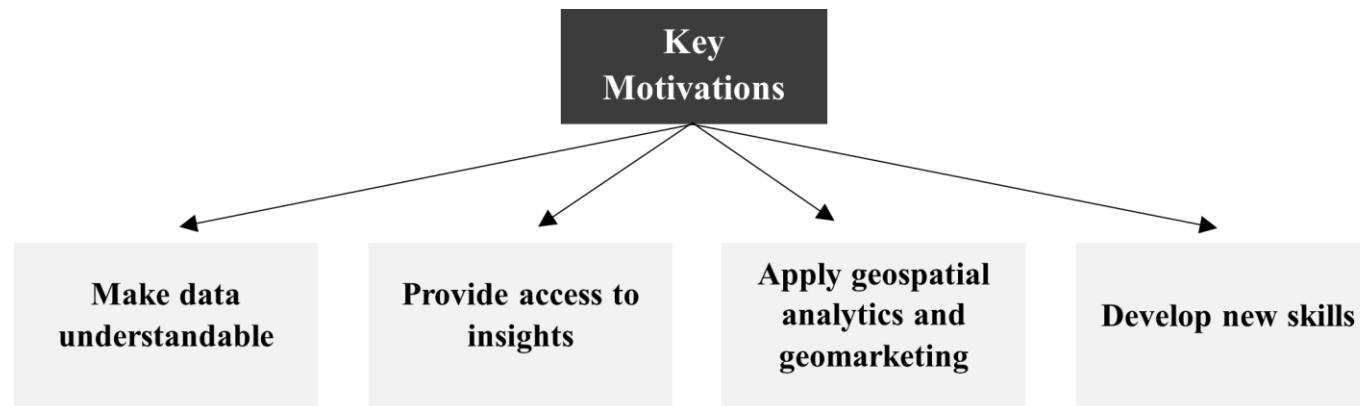 Key
Motivations
Make data
understandable
Provide access to
insights
Apply geospatial
analytics and
geomarketing
Develop new skills